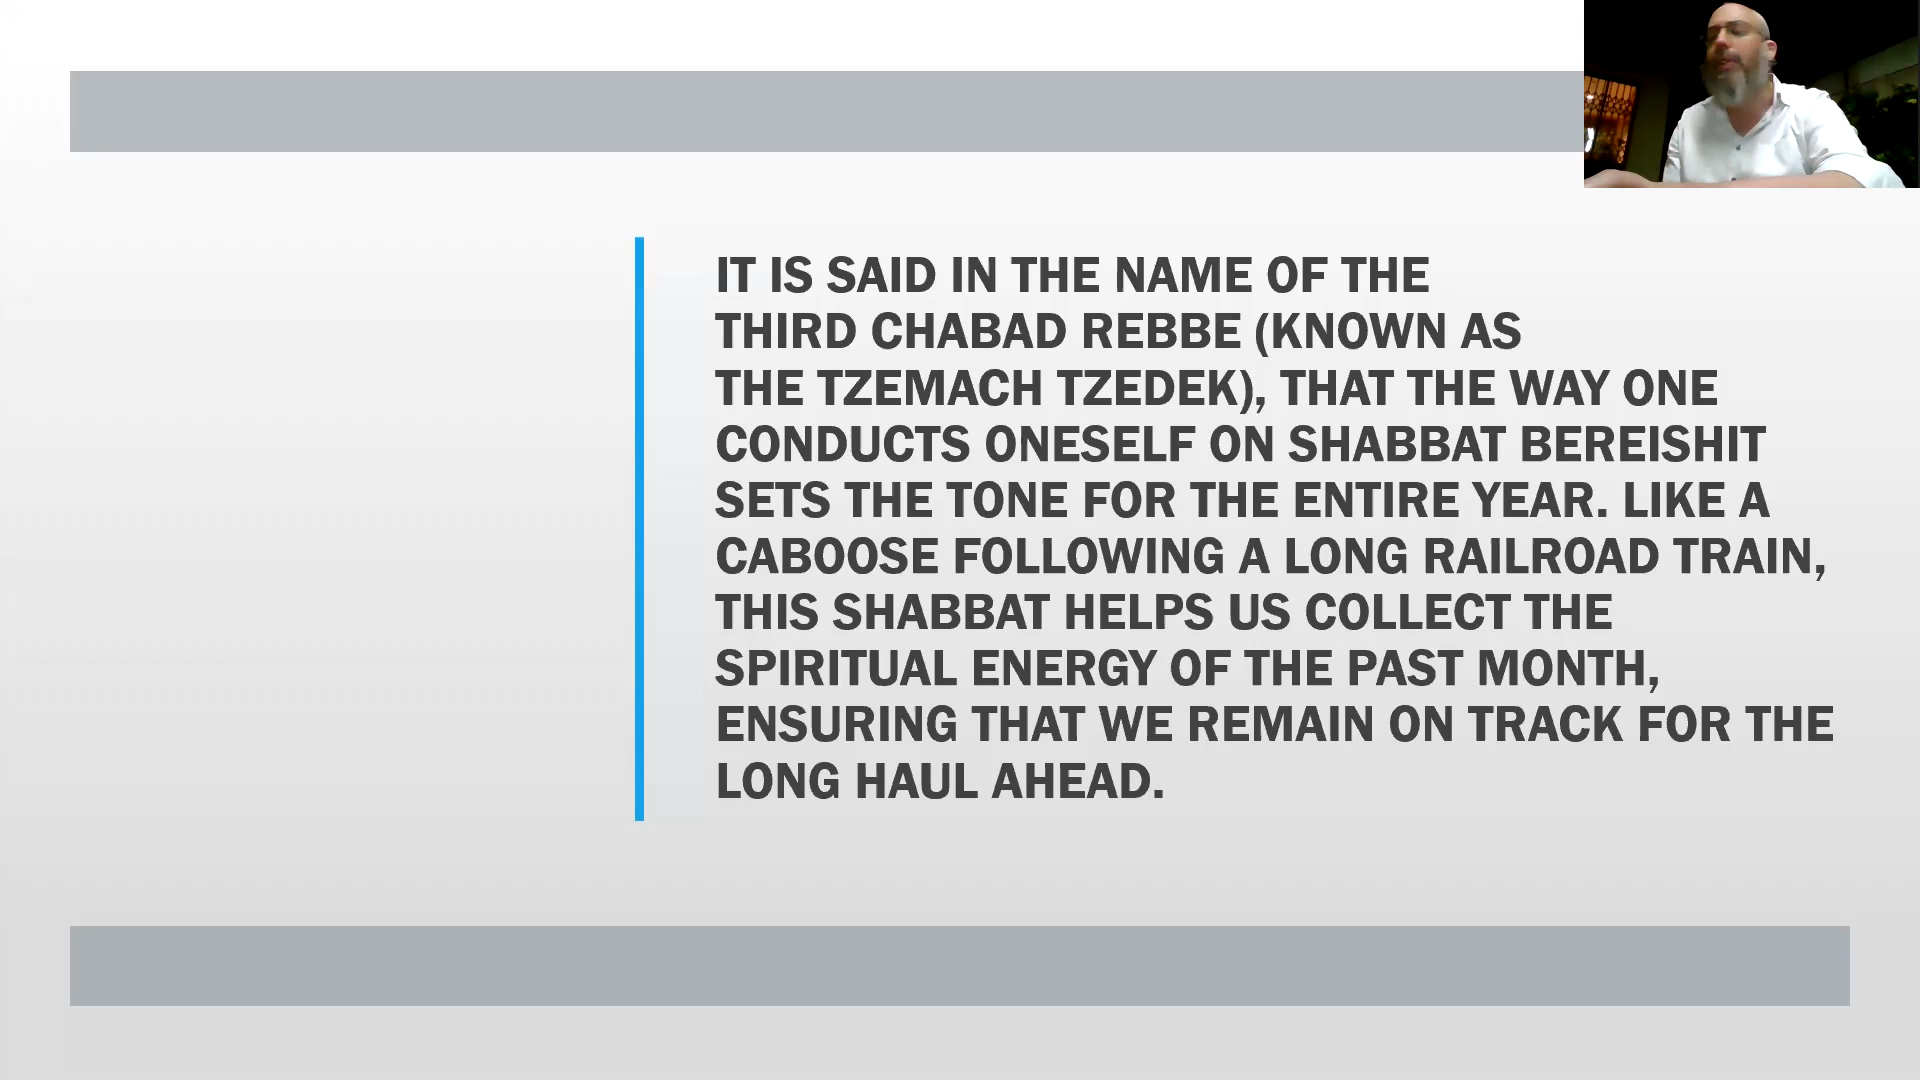 IT IS SAID IN THE NAME OF THE
THIRD CHABAD REBBE (KNOWN AS
THE TZEMACH TZEDEK), THAT THE WAY ONE
CONDUCTS ONESELF ON SHABBAT BEREISHIT
SETS THE TONE FOR THE ENTIRE YEAR. LIKE A
CABOOSE FOLLOWING A LONG RAILROAD TRAIN,
THIS SHABBAT HELPS US COLLECT THE
SPIRITUAL ENERGY OF THE PAST MONTH,
ENSURING THAT WE REMAIN ON TRACK FOR THE
LONG HAUL AHEAD.